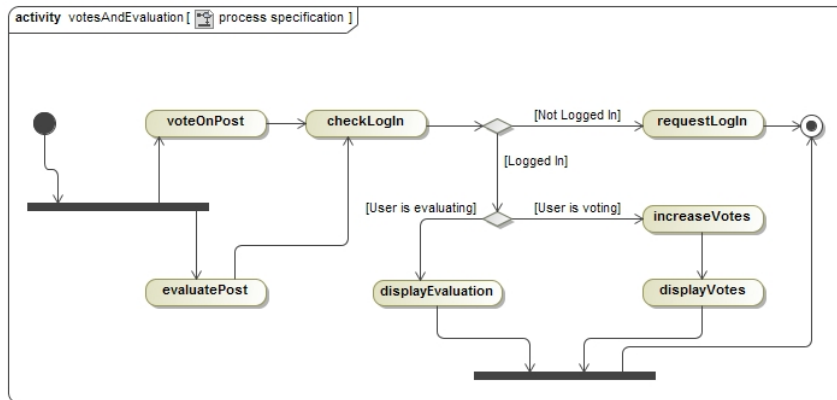 activity votesAndEvaluation [ process specification ]
voteOnPost
checkLogIn
[Not Logged In]
requestLogIn
[Logged In]
[User is evaluating]
[User is voting]
increaseVotes
evaluatePost
displayEvaluation
displayVotes